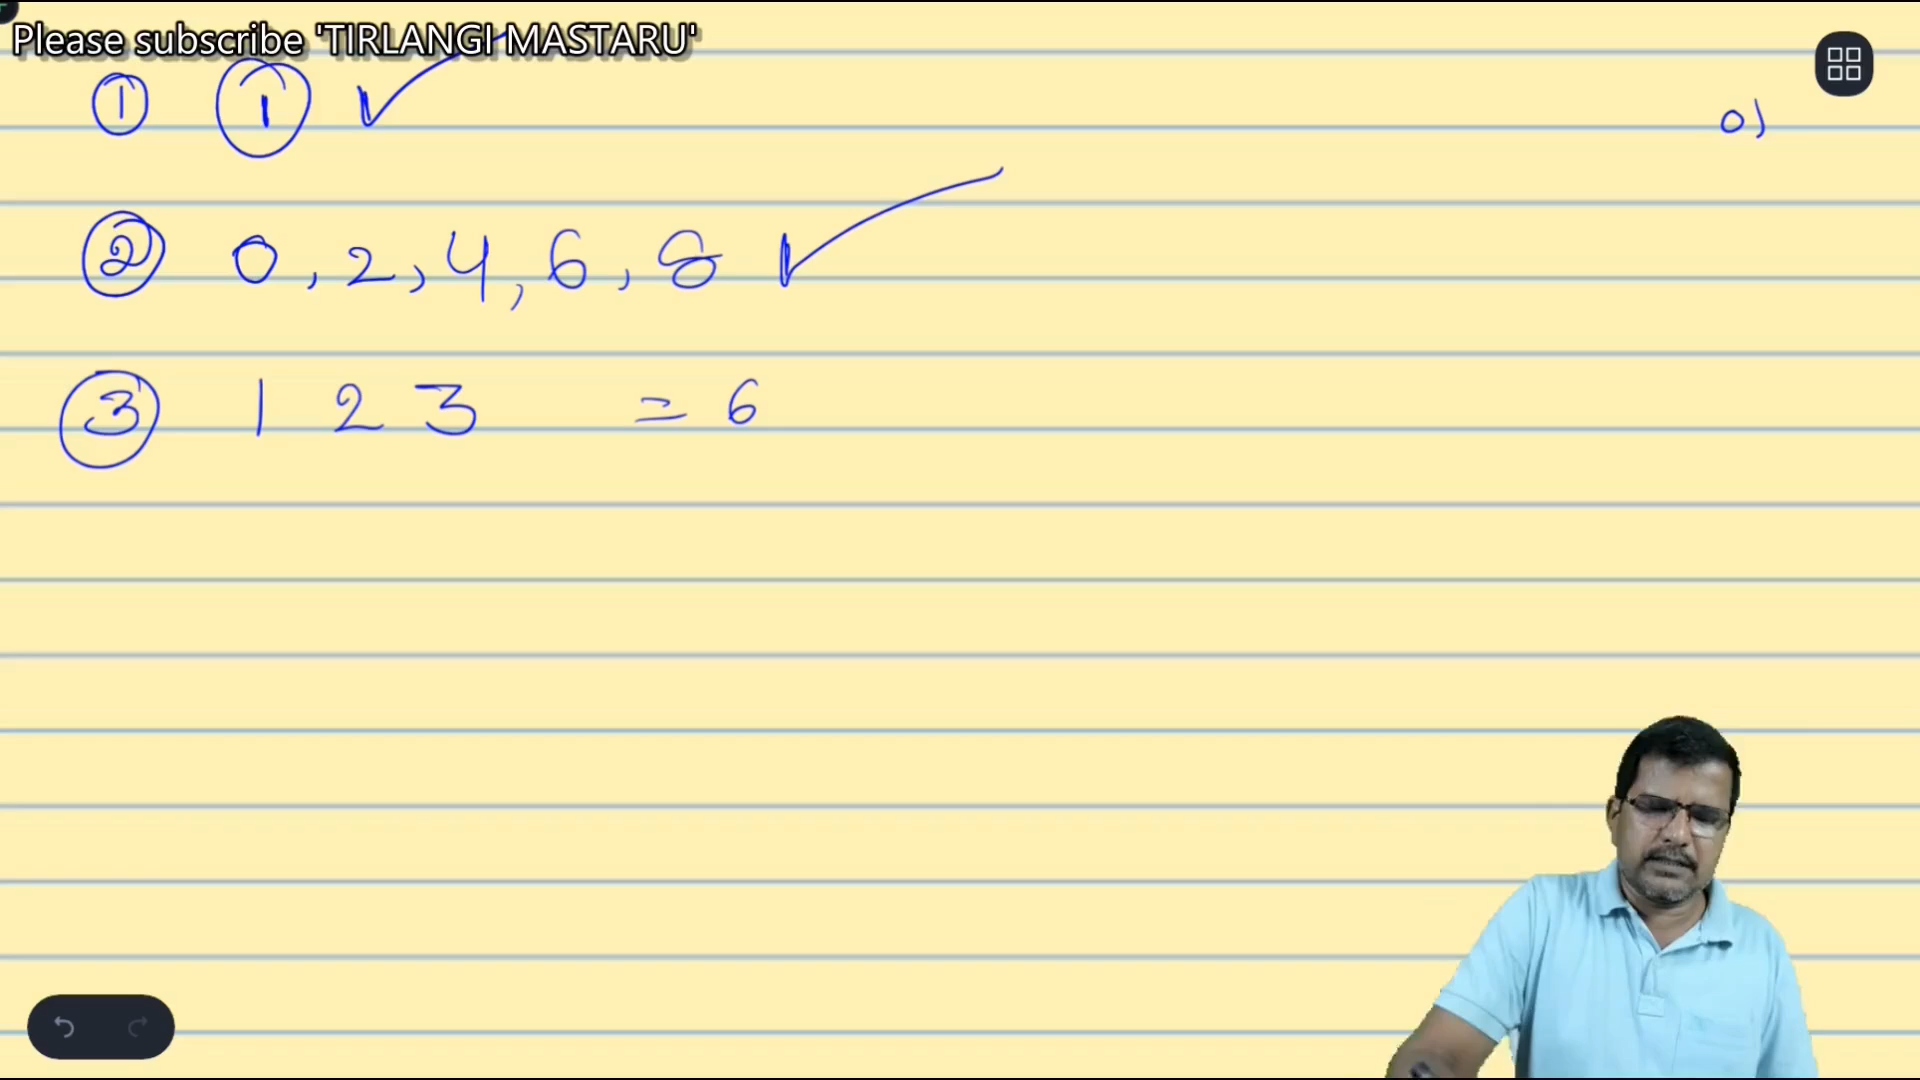 Please subscribe 'TIRLANGI MASTARU'
① ① ✓
0)
② 0, 2, 4, 6, 8 ✓
③ 1 2 3 = 6